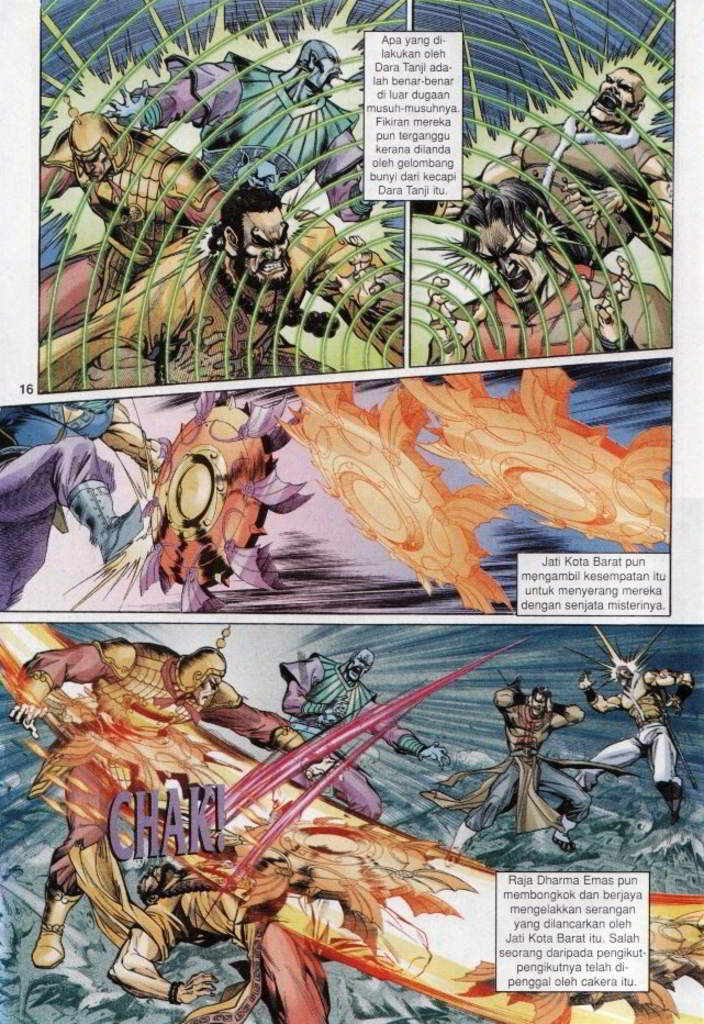 Apa yang di-
lakukan oleh
Dara Tanji ada-
lah benar-benar
di luar dugaan
musuh-musuhnya.
Fikiran mereka
pun terganggu
kerana dilanda
oleh gelombang
bunyi dari kecapi
Dara Tanji itu.
16
Jati Kota Barat pun
mengambil kesempatan itu
untuk menyerang mereka
dengan senjata misterinya.
CHAK!
Raja Dharma Emas pun
membongkok dan berjaya
mengelakkan serangan
yang dilancarkan oleh
Jati Kota Barat itu. Salah
seorang daripada pengikut-
pengikutnya telah di-
penggal oleh cakera itu.